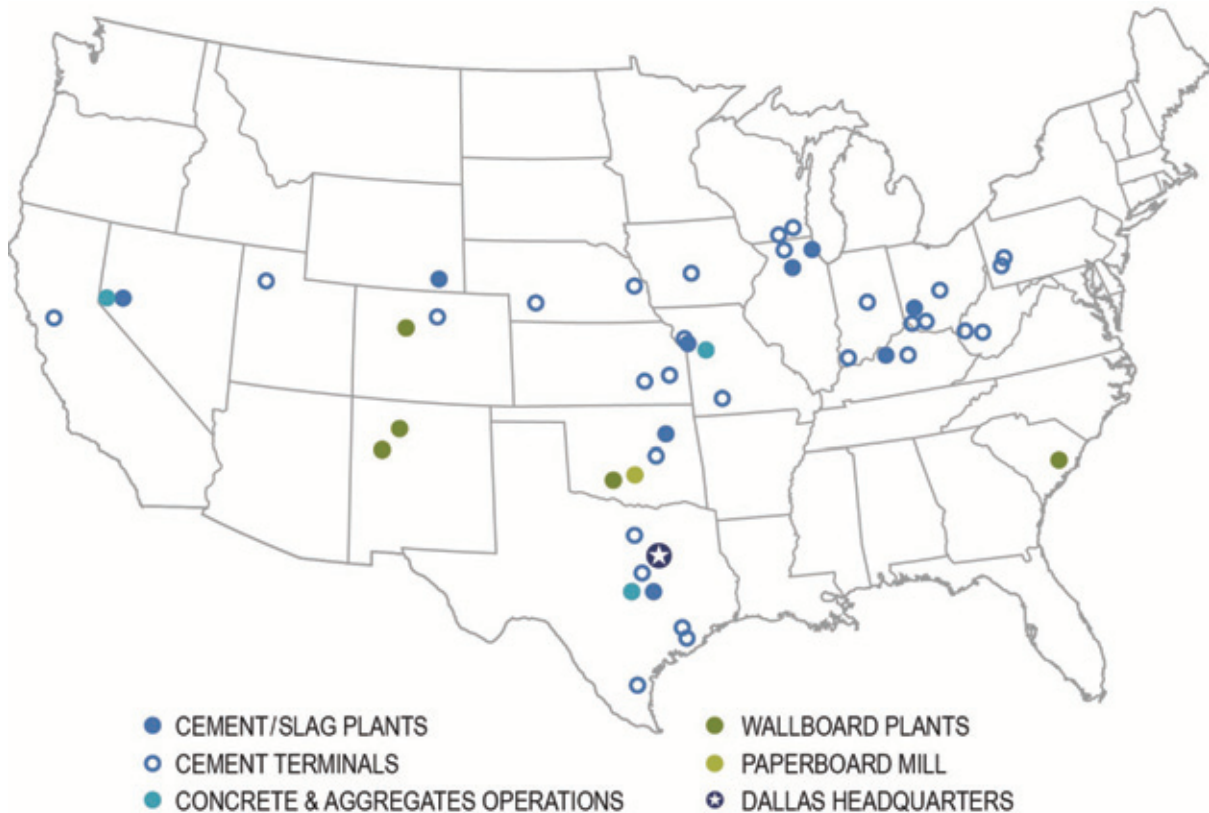 CEMENT/SLAG PLANTS
CEMENT TERMINALS
CONCRETE & AGGREGATES OPERATIONS
WALLBOARD PLANTS
PAPERBOARD MILL
DALLAS HEADQUARTERS